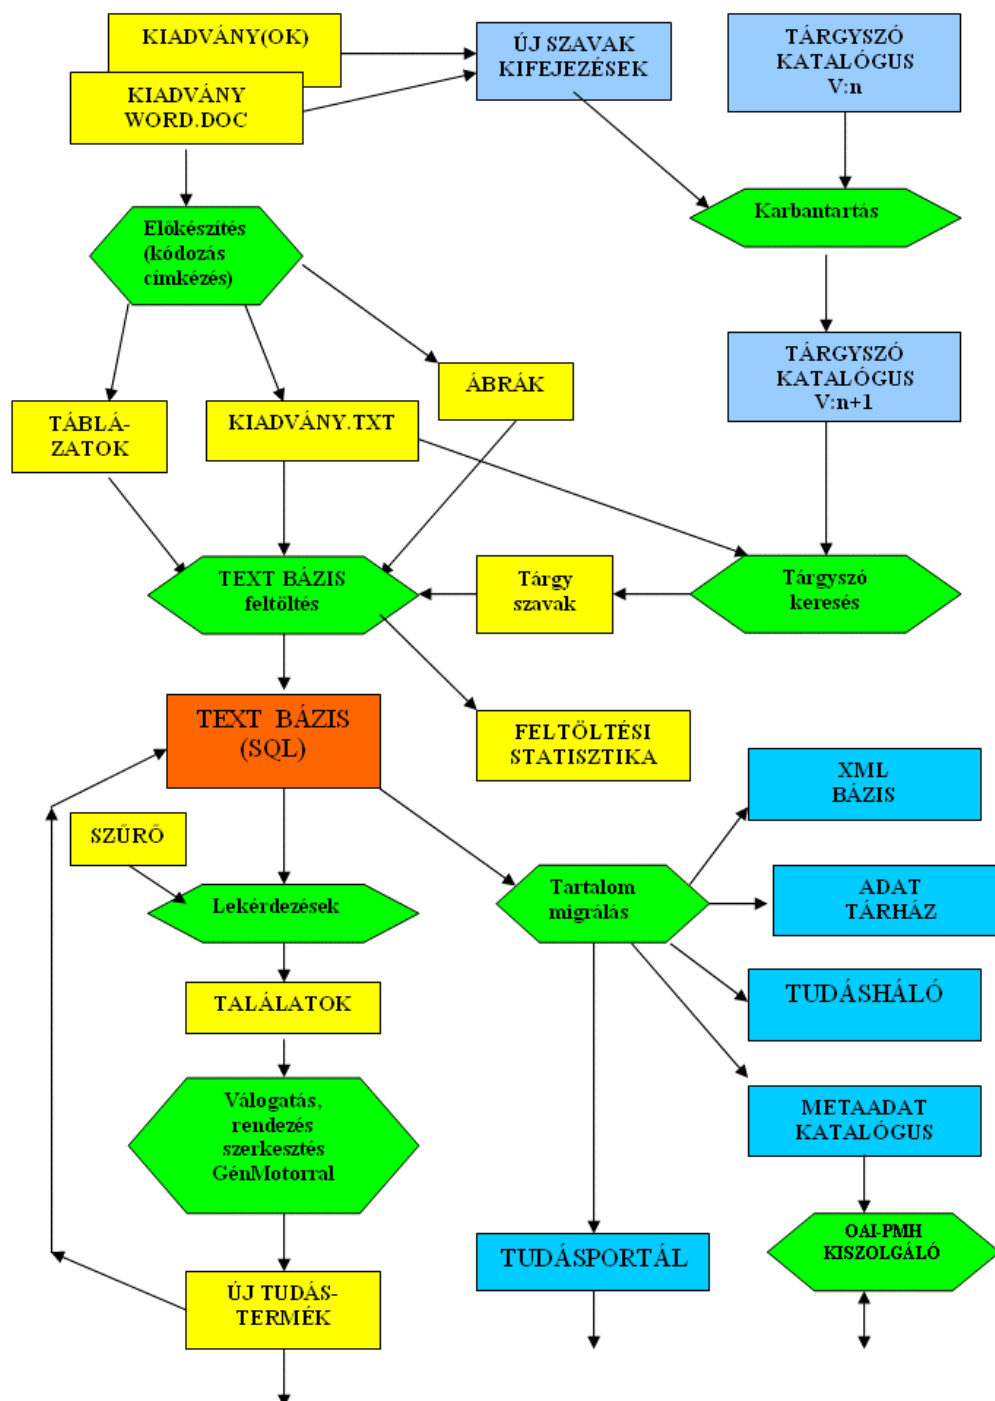 KIADVÁNY(OK)
KIADVÁNY
WORD.DOC
ÚJ SZAVAK
KIFEJEZÉSEK
TÁRGYSZÓ
KATALÓGUS
V:n
Karbantartás
Előkészítés
(kódozás
címkézés)
TÁRGYSZÓ
KATALÓGUS
V:n+1
ÁBRÁK
TÁBLÁ-
ZATOK
KIADVÁNY.TXT
TEXT BÁZIS
feltöltés
Tárgy
szavak
Tárgyszó
keresés
TEXT BÁZIS
(SQL)
FELTÖLTÉSI
STATISZTIKA
XML
BÁZIS
SZŰRŐ
Lekérdezések
Tartalom
migrálás
ADAT
TÁRHÁZ
TALÁLATOK
TUDÁSHÁLÓ
Válogatás,
rendezés
szerkesztés
GénMotorral
METAADAT
KATALÓGUS
TUDÁSPORTÁL
OAI-PMH
KISZOLGÁLÓ
ÚJ TUDÁS-
TERMÉK